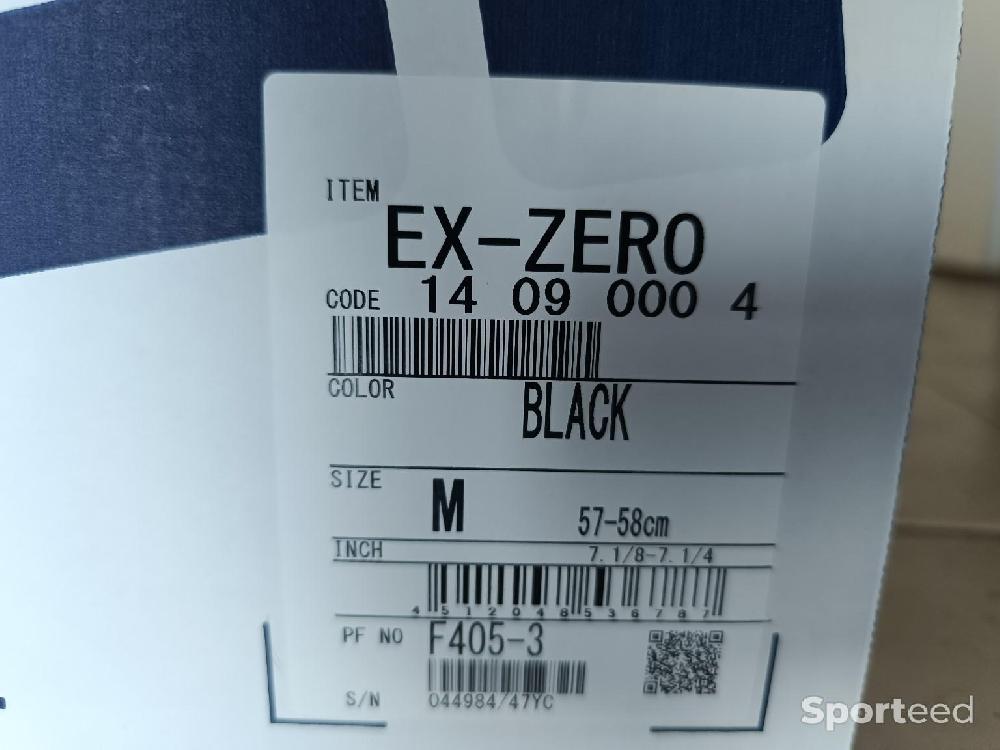 ITEM
EX-ZERO
CODE 14 09 000 4
COLOR
BLACK
SIZE
M 57-58cm
INCH 7. 1/8-7. 1/4
4 512048 536787
PF NO F405-3
S/N 044984/47YC
Sporteed